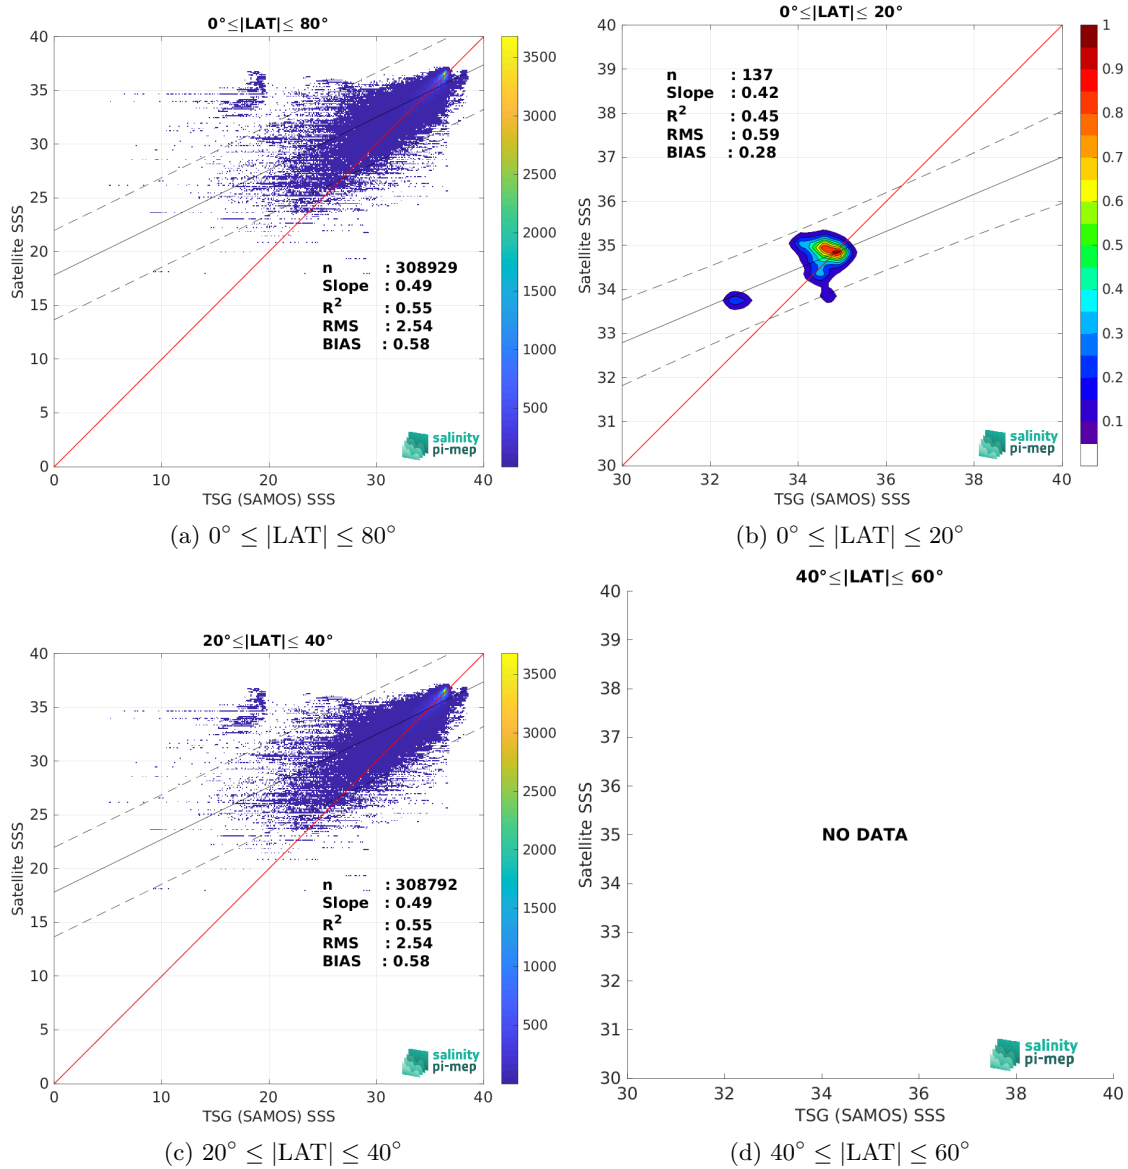 0°≤|LAT|≤ 80°
40
35
30
25
20
15
10
5
0
Satellite SSS
n : 308929
Slope : 0.49
R2 : 0.55
RMS : 2.54
BIAS : 0.58
salinity
pi-mep
0 10 20 30 40
TSG (SAMOS) SSS
3500
3000
2500
2000
1500
1000
500
(a) 0° ≤ |LAT| ≤ 80°
0°≤|LAT|≤ 20°
40
39
38
37
36
35
34
33
32
31
30
Satellite SSS
n : 137
Slope : 0.42
R2 : 0.45
RMS : 0.59
BIAS : 0.28
salinity
pi-mep
30 32 34 36 38 40
TSG (SAMOS) SSS
1
0.9
0.8
0.7
0.6
0.5
0.4
0.3
0.2
0.1
(b) 0° ≤ |LAT| ≤ 20°
20°≤|LAT|≤ 40°
40
35
30
25
20
15
10
5
0
Satellite SSS
n : 308792
Slope : 0.49
R2 : 0.55
RMS : 2.54
BIAS : 0.58
salinity
pi-mep
0 10 20 30 40
TSG (SAMOS) SSS
3500
3000
2500
2000
1500
1000
500
(c) 20° ≤ |LAT| ≤ 40°
40°≤|LAT|≤ 60°
40
39
38
37
36
35
34
33
32
31
30
Satellite SSS
NO DATA
salinity
pi-mep
30 32 34 36 38 40
TSG (SAMOS) SSS
(d) 40° ≤ |LAT| ≤ 60°